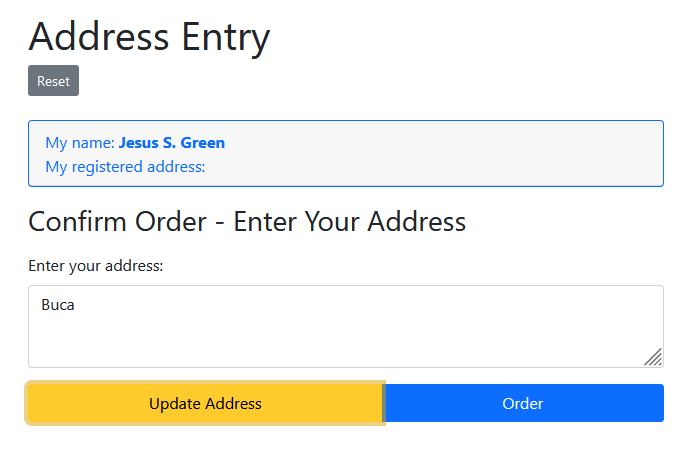 Address Entry
Reset
My name: Jesus S. Green
My registered address:
Confirm Order - Enter Your Address
Enter your address:
Buca
Update Address
Order